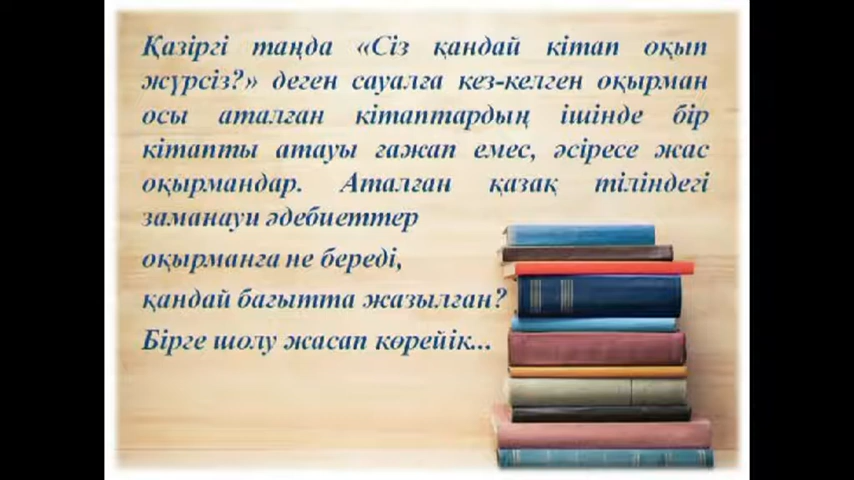 Қазіргі таңда «Сіз қандай кітап оқып
жүрсіз?» деген сауалға кез-келген оқырман
осы аталған кітаптардың ішінде бір
кітапты атауы ғажап емес, әсіресе жас
оқырмандар. Аталған қазақ тіліндегі
заманауи әдебиеттер
оқырманға не береді,
қандай бағытта жазылған?
Бірге шолу жасап көрейік...